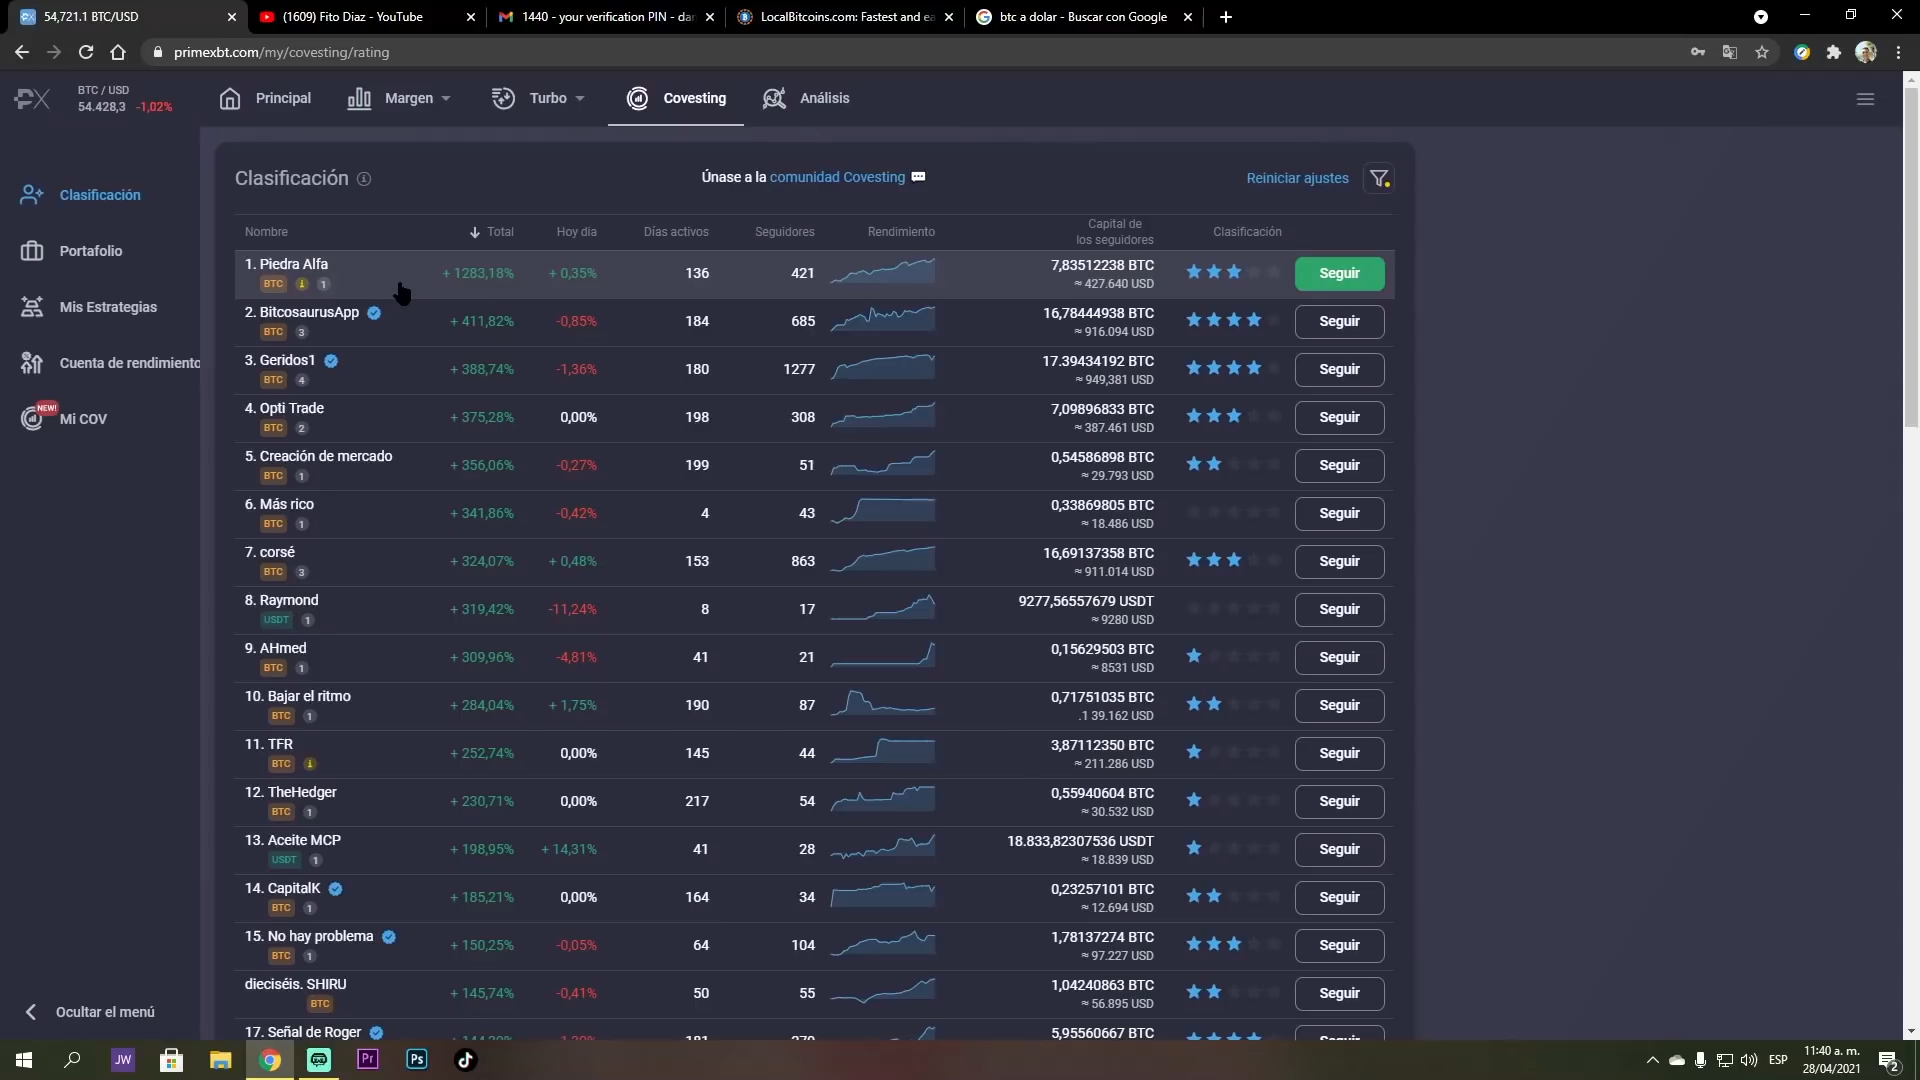 54,721.1 BTC/USD
(1609) Fito Diaz - YouTube
1440 - your verification PIN - dan
LocalBitcoins.com: Fastest and ea
btc a dolar - Buscar con Google
primexbt.com/my/covesting/rating
BTC / USD
54.428,3 -1,02%
Principal
Margen
Turbo
Covesting
Análisis
Clasificación
Portafolio
Mis Estrategias
Cuenta de rendimiento
NEW!
Mi COV
Ocultar el menú
Clasificación
Únase a la comunidad Covesting
Reiniciar ajustes
Nombre Total Hoy dia Días activos Seguidores Rendimiento Capital de los seguidores Clasificación
1. Piedra Alfa + 1283,18% + 0,35% 136 421 7,83512238 BTC Seguir
BTC 1 ≈ 427.640 USD
2. BitcosaurusApp + 411,82% -0,85% 184 685 16,78444938 BTC Seguir
BTC 3 ≈ 916.094 USD
3. Geridos1 + 388,74% -1,36% 180 1277 17.39434192 BTC Seguir
BTC 4 ≈ 949,381 USD
4. Opti Trade + 375,28% 0,00% 198 308 7,09896833 BTC Seguir
BTC 2 ≈ 387.461 USD
5. Creación de mercado + 356,06% -0,27% 199 51 0,54586898 BTC Seguir
BTC 1 ≈ 29.793 USD
6. Más rico + 341,86% -0,42% 4 43 0,33869805 BTC Seguir
BTC 1 ≈ 18.486 USD
7. corsé + 324,07% + 0,48% 153 863 16,69137358 BTC Seguir
BTC 3 ≈ 911.014 USD
8. Raymond + 319,42% -11,24% 8 17 9277,56557679 USDT Seguir
USDT 1 ≈ 9280 USD
9. AHmed + 309,96% -4,81% 41 21 0,15629503 BTC Seguir
BTC 1 ≈ 8531 USD
10. Bajar el ritmo + 284,04% + 1,75% 190 87 0,71751035 BTC Seguir
BTC 1 .1 39.162 USD
11. TFR + 252,74% 0,00% 145 44 3,87112350 BTC Seguir
BTC ≈ 211.286 USD
12. TheHedger + 230,71% 0,00% 217 54 0,55940604 BTC Seguir
BTC 1 ≈ 30.532 USD
13. Aceite MCP + 198,95% + 14,31% 41 28 18.833,82307536 USDT Seguir
USDT 1 ≈ 18.839 USD
14. CapitalK + 185,21% 0,00% 164 34 0,23257101 BTC Seguir
BTC 1 ≈ 12.694 USD
15. No hay problema + 150,25% -0,05% 64 104 1,78137274 BTC Seguir
BTC 1 ≈ 97.227 USD
dieciséis. SHIRU + 145,74% -0,41% 50 55 1,04240863 BTC Seguir
BTC ≈ 56.895 USD
17. Señal de Roger 5,95560667 BTC
JW
Pr
Ps
ESP
11:40 a. m.
28/04/2021
2